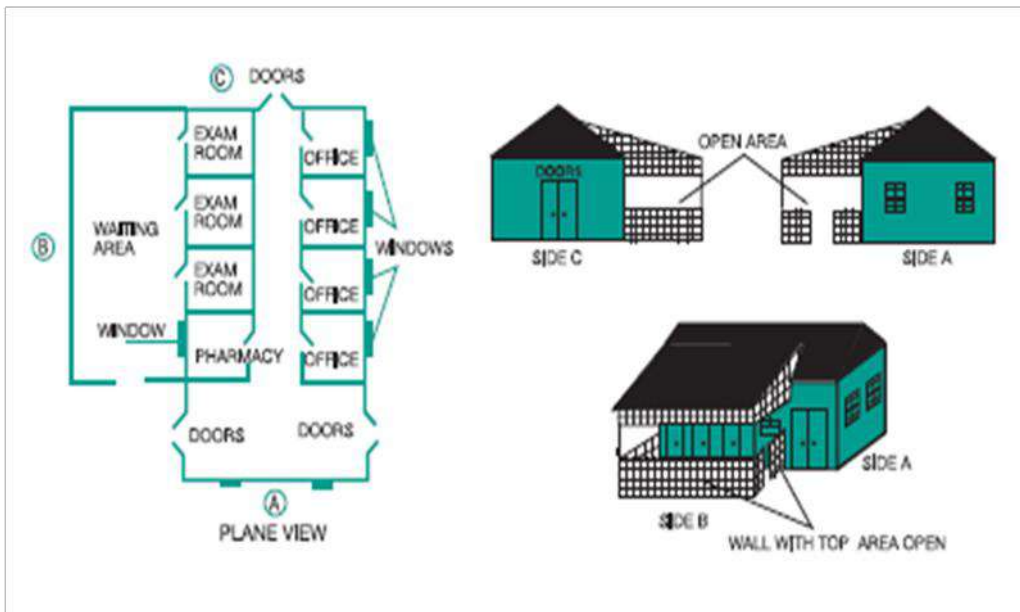 C DOORS
EXAM
ROOM
OFFICE
EXAM
ROOM
OFFICE
WAITING
AREA
B
WINDOWS
EXAM
ROOM
OFFICE
WINDOW
PHARMACY
OFFICE
DOORS
DOORS
A
PLANE VIEW
OPEN AREA
DOORS
SIDE C
SIDE A
SIDE A
SIDE B
WALL WITH TOP AREA OPEN